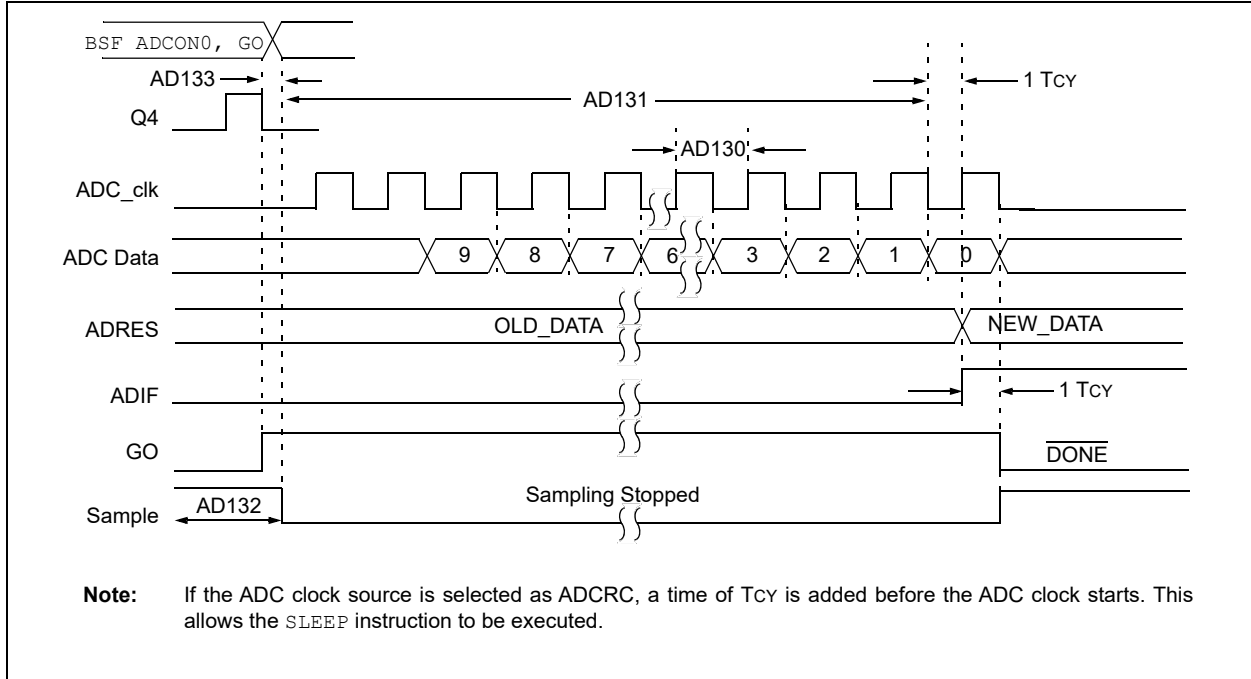 BSF ADCON0, GO
AD133
1 TCY
AD131
Q4
AD130
ADC_clk
ADC Data 9 8 7 6 3 2 1 0
ADRES OLD_DATA NEW_DATA
ADIF 1 TCY
GO DONE
Sample AD132 Sampling Stopped
Note: If the ADC clock source is selected as ADCRC, a time of TCY is added before the ADC clock starts. This
allows the SLEEP instruction to be executed.